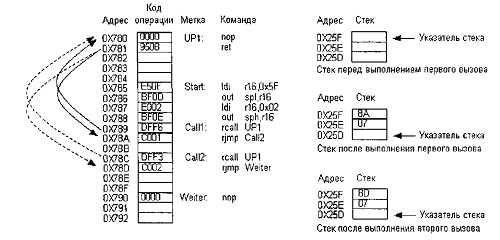 Адрес Код операции Метка Команда
0X780 0000 UP1: nop
0X781 9508 ret
0X782
0X783
0X784
0X785 E50F Start: ldi r16,0x5F
0X786 BF0D out spl,r16
0X787 E002 ldi r16,0x02
0X788 BF0E out sph,r16
0X789 DFF6 Call1: rcall UP1
0X78A C001 rjmp Call2
0X78B
0X78C DFF3 Call2: rcall UP1
0X78D C002 rjmp Weiter
0X78E
0X78F
0X790 0000 Weiter: nop
0X791
0X792
Адрес Стек
0X25F Указатель стека
0X25E
0X25D
Стек перед выполнением первого вызова
Адрес Стек
0X25F 8A
0X25E 07
0X25D Указатель стека
Стек после выполнения первого вызова
Адрес Стек
0X25F 8D
0X25E 07
0X25D Указатель стека
Стек после выполнения второго вызова